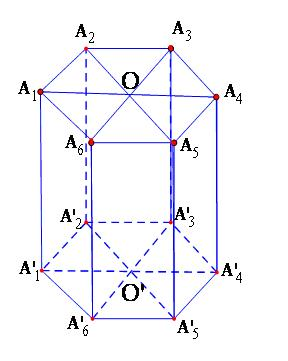 A₂ A₃
A₁ O A₄
A₆ A₅
A'₂ A'₃
A'₁ A'₄
O'
A'₆ A'₅